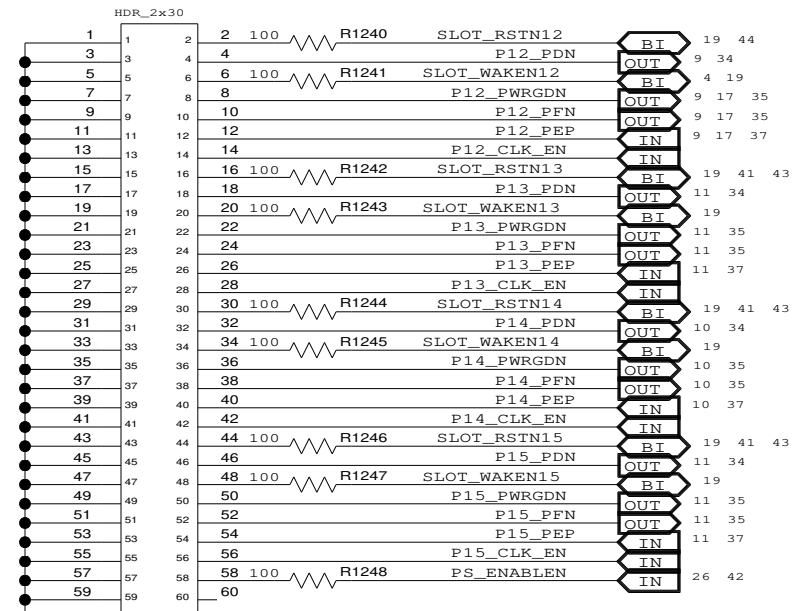 HDR_2x30
1 1 2 2 100 R1240 SLOT_RSTN12 BI 19 44
3 3 4 4 P12_PDN OUT 9 34
5 5 6 6 100 R1241 SLOT_WAKEN12 BI 4 19
7 7 8 8 P12_PWRGDN OUT 9 17 35
9 9 10 10 P12_PFN OUT 9 17 35
11 11 12 12 P12_PEP IN 9 17 37
13 13 14 14 P12_CLK_EN IN
15 15 16 16 100 R1242 SLOT_RSTN13 BI 19 41 43
17 17 18 18 P13_PDN OUT 11 34
19 19 20 20 100 R1243 SLOT_WAKEN13 BI 19
21 21 22 22 P13_PWRGDN OUT 11 35
23 23 24 24 P13_PFN OUT 11 35
25 25 26 26 P13_PEP IN 11 37
27 27 28 28 P13_CLK_EN IN
29 29 30 30 100 R1244 SLOT_RSTN14 BI 19 41 43
31 31 32 32 P14_PDN OUT 10 34
33 33 34 34 100 R1245 SLOT_WAKEN14 BI 19
35 35 36 36 P14_PWRGDN OUT 10 35
37 37 38 38 P14_PFN OUT 10 35
39 39 40 40 P14_PEP IN 10 37
41 41 42 42 P14_CLK_EN IN
43 43 44 44 100 R1246 SLOT_RSTN15 BI 19 41 43
45 45 46 46 P15_PDN OUT 11 34
47 47 48 48 100 R1247 SLOT_WAKEN15 BI 19
49 49 50 50 P15_PWRGDN OUT 11 35
51 51 52 52 P15_PFN OUT 11 35
53 53 54 54 P15_PEP IN 11 37
55 55 56 56 P15_CLK_EN IN
57 57 58 58 100 R1248 PS_ENABLEN IN 26 42
59 59 60 60